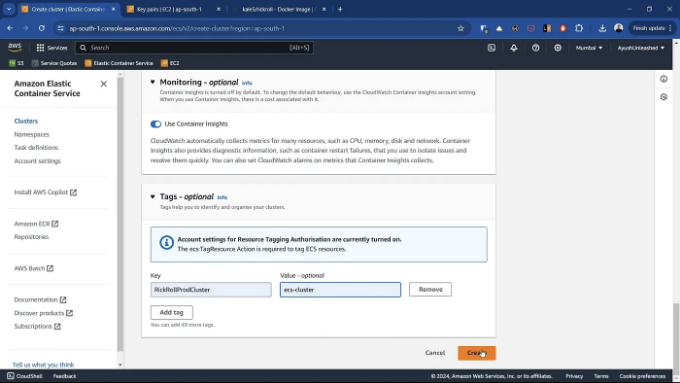 Create cluster | Elastic Contain
Key pairs | EC2 | ap-south-1
kale5/rickroll - Docker Image |
ap-south-1.console.aws.amazon.com/ecs/v2/create-cluster?region=ap-south-1
Finish update
aws
Services
Search
[Alt+S]
Mumbai
AyushUnleashed
S3
Service Quotas
Elastic Container Service
EC2
Amazon Elastic
Container Service
Clusters
Namespaces
Task definitions
Account settings
Install AWS Copilot
Amazon ECR
Repositories
AWS Batch
Documentation
Discover products
Subscriptions
Tell us what you think
Monitoring - optional Info
Container Insights is turned off by default. To change the default behaviour, use the CloudWatch Container Insights account setting.
When you use Container Insights, there is a cost associated with it.
Use Container Insights
CloudWatch automatically collects metrics for many resources, such as CPU, memory, disk and network. Container
Insights also provides diagnostic information, such as container restart failures, that you use to isolate issues and
resolve them quickly. You can also set CloudWatch alarms on metrics that Container Insights collects.
Tags - optional Info
Tags help you to identify and organise your clusters.
Account settings for Resource Tagging Authorisation are currently turned on.
The ecs:TagResource Action is required to tag ECS resources.
Key
Value - optional
RickRollProdCluster
ecs-cluster
Remove
Add tag
You can add 49 more tags.
Cancel
Create
CloudShell
Feedback
© 2024, Amazon Web Services, Inc. or its affiliates.
Privacy
Terms
Cookie preferences